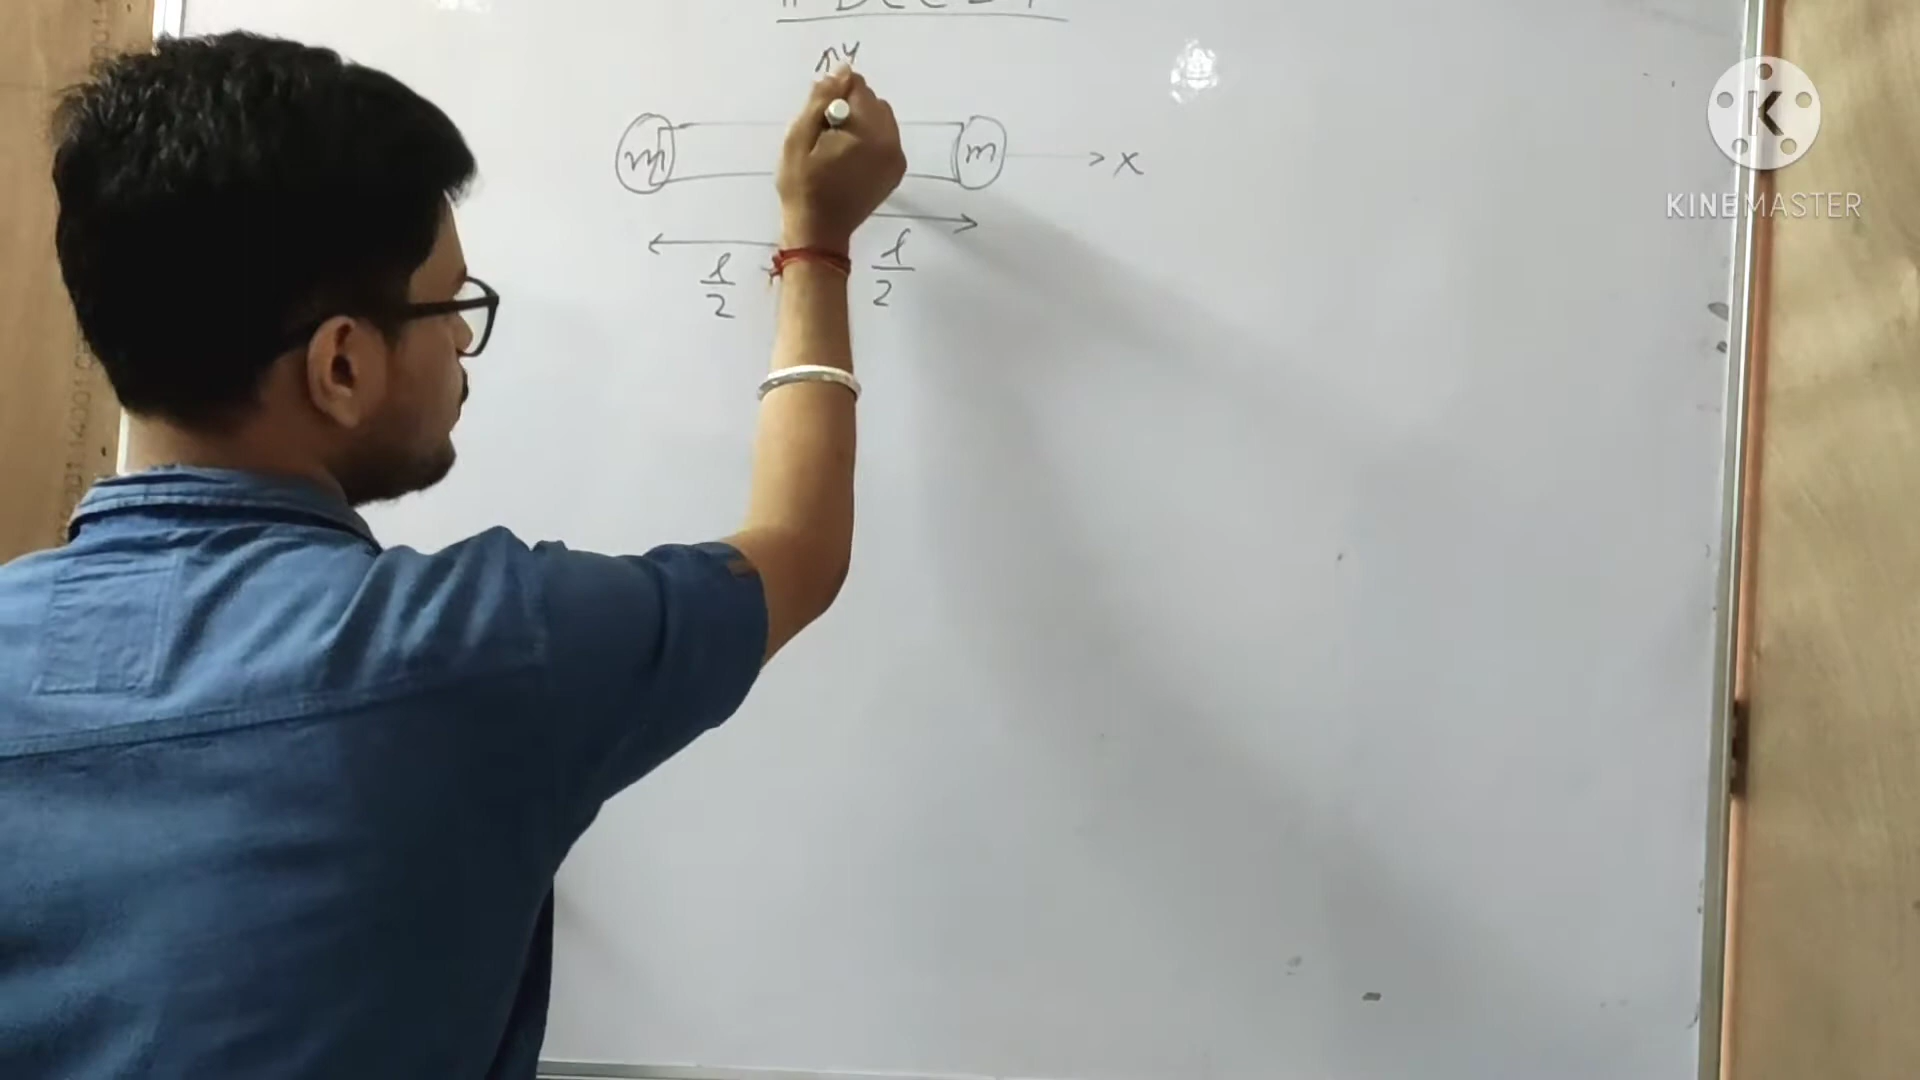 y
m m x
l/2 l/2
K
KINEMASTER